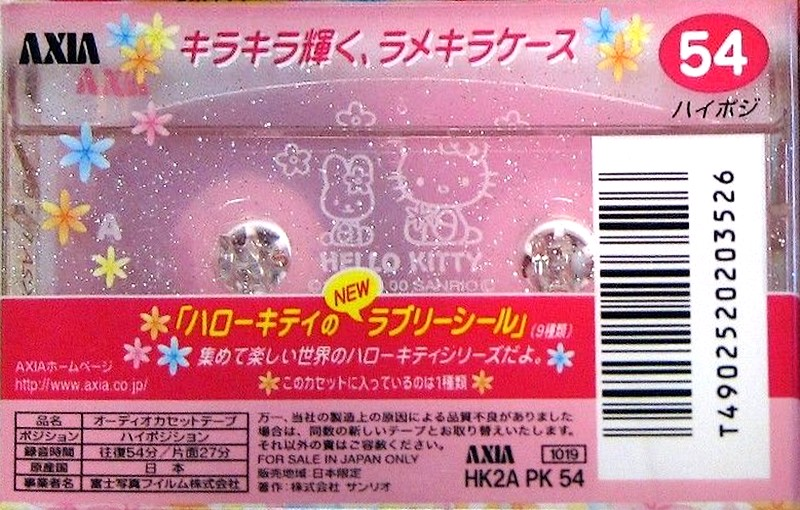 AXIA
キラキラ輝く、ラメキラケース
54
ハイポジ
A
HELLO KITTY
00 SANRIO
NEW
「ハローキティの ラブリーシール」(9種類)
集めて楽しい世界のハローキティシリーズだよ。
このカセットに入っているのは1種類
AXIAホームページ
http://www.axia.co.jp/
品名 オーディオカセットテープ
ポジション ハイポジション
録音時間 往復54分／片面27分
原産国 日本
事業者名 富士写真フイルム株式会社
万一、当社の製造上の原因による品質不良がありました
場合は、同数の新しいテープとお取り替えいたします。
それ以外の責はご容赦ください。
FOR SALE IN JAPAN ONLY
販売地域:日本限定
著作:株式会社 サンリオ
AXIA 1019
HK2A PK 54
T4902520203526